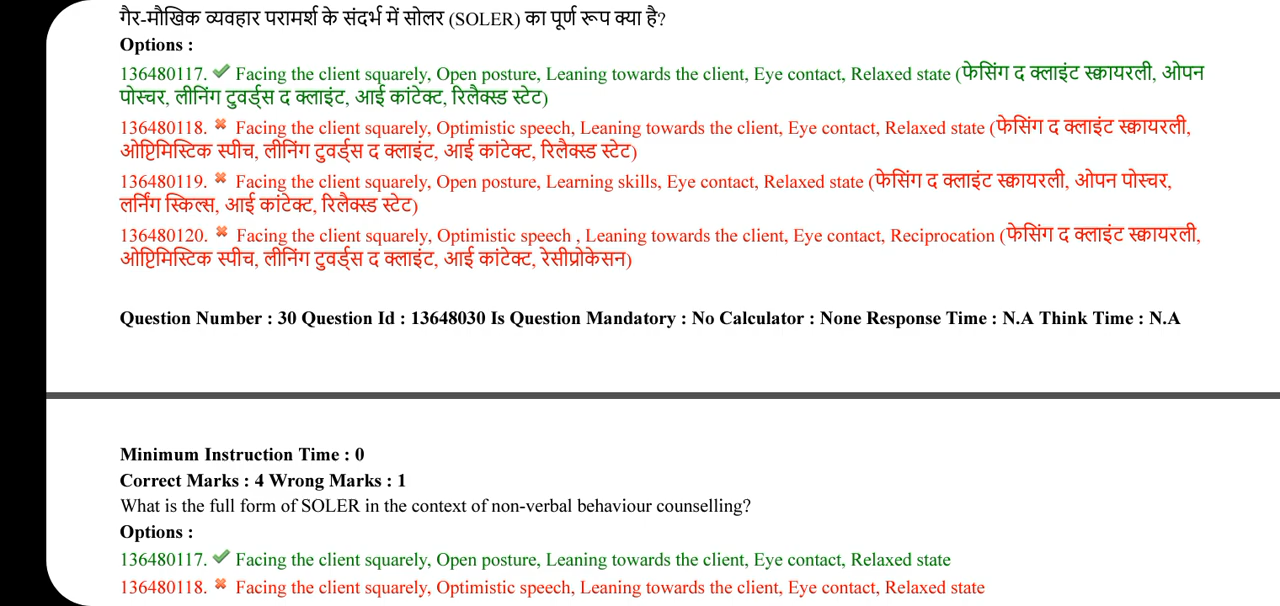 गैर-मौखिक व्यवहार परामर्श के संदर्भ में सोलर (SOLER) का पूर्ण रूप क्या है?
Options :
136480117. ✔ Facing the client squarely, Open posture, Leaning towards the client, Eye contact, Relaxed state (फेसिंग द क्लाइंट स्क्वायरली, ओपन
पोस्चर, लीनिंग टुवर्ड्स द क्लाइंट, आई कांटेक्ट, रिलैक्स्ड स्टेट)
136480118. ✖ Facing the client squarely, Optimistic speech, Leaning towards the client, Eye contact, Relaxed state (फेसिंग द क्लाइंट स्क्वायरली,
ओप्टिमिस्टिक स्पीच, लीनिंग टुवर्ड्स द क्लाइंट, आई कांटेक्ट, रिलैक्स्ड स्टेट)
136480119. ✖ Facing the client squarely, Open posture, Learning skills, Eye contact, Relaxed state (फेसिंग द क्लाइंट स्क्वायरली, ओपन पोस्चर,
लर्निंग स्किल्स, आई कांटेक्ट, रिलैक्स्ड स्टेट)
136480120. ✖ Facing the client squarely, Optimistic speech , Leaning towards the client, Eye contact, Reciprocation (फेसिंग द क्लाइंट स्क्वायरली,
ओप्टिमिस्टिक स्पीच, लीनिंग टुवर्ड्स द क्लाइंट, आई कांटेक्ट, रेसीप्रोकेसन)
Question Number : 30 Question Id : 13648030 Is Question Mandatory : No Calculator : None Response Time : N.A Think Time : N.A
Minimum Instruction Time : 0
Correct Marks : 4 Wrong Marks : 1
What is the full form of SOLER in the context of non-verbal behaviour counselling?
Options :
136480117. ✔ Facing the client squarely, Open posture, Leaning towards the client, Eye contact, Relaxed state
136480118. ✖ Facing the client squarely, Optimistic speech, Leaning towards the client, Eye contact, Relaxed state